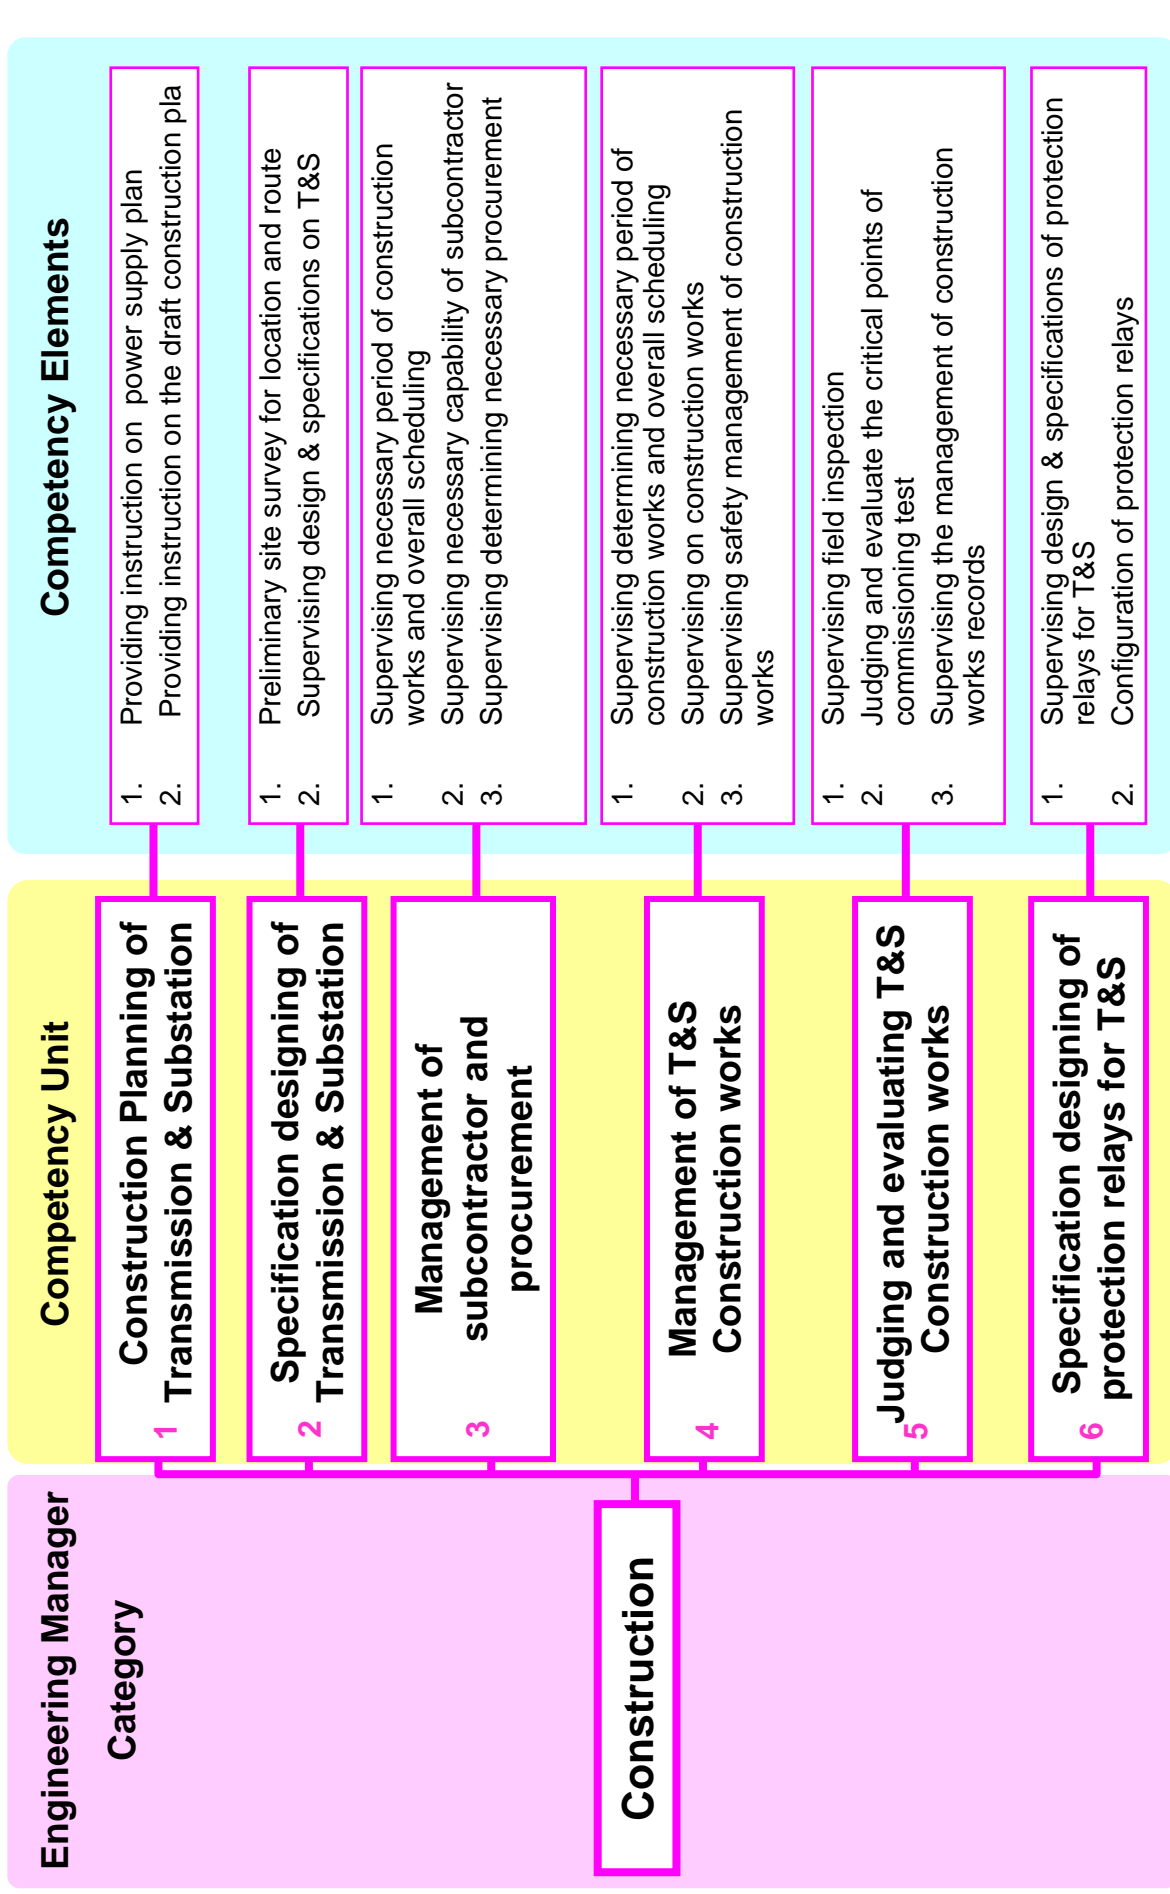 Engineering Manager
Category
Competency Unit
Competency Elements
Construction
1
Construction Planning of
Transmission & Substation
1. Providing instruction on power supply plan
2. Providing instruction on the draft construction pla
2
Specification designing of
Transmission & Substation
1. Preliminary site survey for location and route
2. Supervising design & specifications on T&S
3
Management of
subcontractor and
procurement
1. Supervising necessary period of construction
works and overall scheduling
2. Supervising necessary capability of subcontractor
3. Supervising determining necessary procurement
4
Management of T&S
Construction works
1. Supervising determining necessary period of
construction works and overall scheduling
2. Supervising on construction works
3. Supervising safety management of construction
works
5
Judging and evaluating T&S
Construction works
1. Supervising field inspection
2. Judging and evaluate the critical points of
commissioning test
3. Supervising the management of construction
works records
6
Specification designing of
protection relays for T&S
1. Supervising design & specifications of protection
relays for T&S
2. Configuration of protection relays